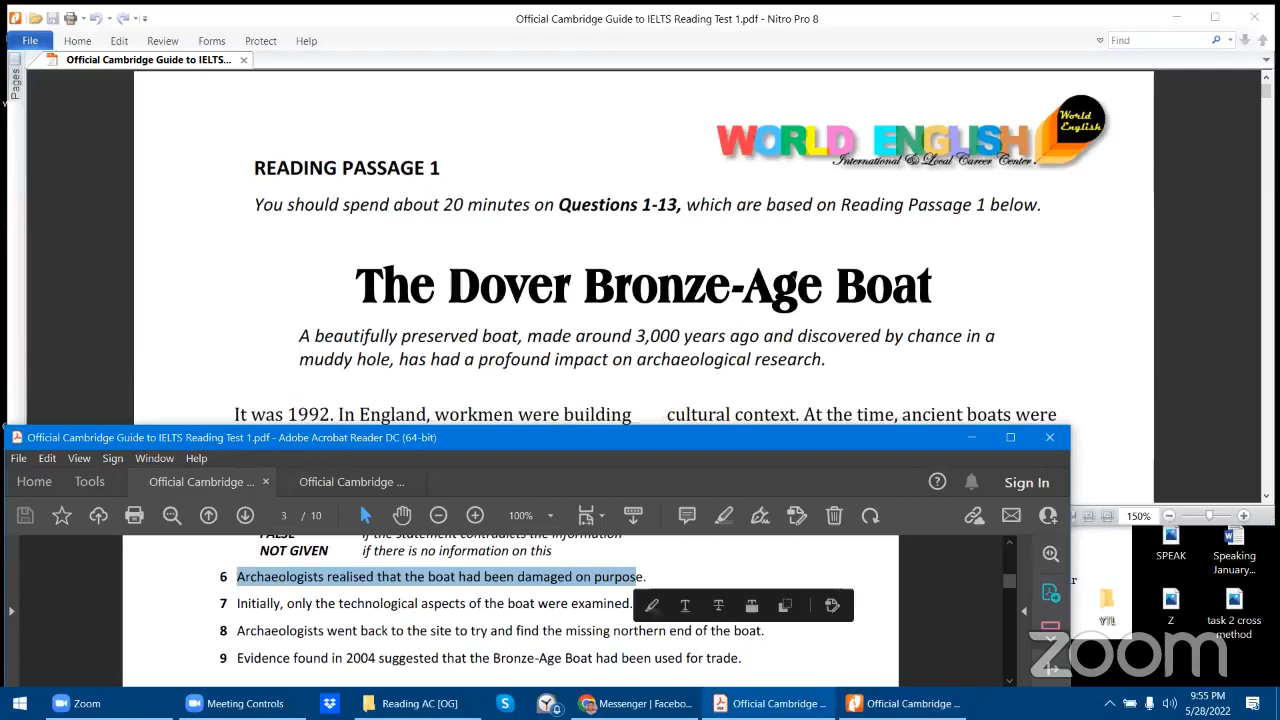 Official Cambridge Guide to IELTS Reading Test 1.pdf - Nitro Pro 8
File Home Edit Review Forms Protect Help
Find
Official Cambridge Guide to IELTS...
Pages
WORLD ENGLISH
International & Local Career Center
World English
READING PASSAGE 1
You should spend about 20 minutes on Questions 1-13, which are based on Reading Passage 1 below.
The Dover Bronze-Age Boat
A beautifully preserved boat, made around 3,000 years ago and discovered by chance in a
muddy hole, has had a profound impact on archaeological research.
It was 1992. In England, workmen were building
cultural context. At the time, ancient boats were
Official Cambridge Guide to IELTS Reading Test 1.pdf - Adobe Acrobat Reader DC (64-bit)
File Edit View Sign Window Help
Home Tools Official Cambridge ... × Official Cambridge ... Sign In
3 / 10 100%
150%
FALSE if the statement contradicts the information
NOT GIVEN if there is no information on this
6 Archaeologists realised that the boat had been damaged on purpose.
7 Initially, only the technological aspects of the boat were examined.
8 Archaeologists went back to the site to try and find the missing northern end of the boat.
9 Evidence found in 2004 suggested that the Bronze-Age Boat had been used for trade.
SPEAK
Speaking
January...
YIL
Z
task 2 cross
method
zoom
Zoom Meeting Controls Reading AC [OG] Messenger | Facebo... Official Cambridge ... Official Cambridge ...
9:55 PM
5/28/2022